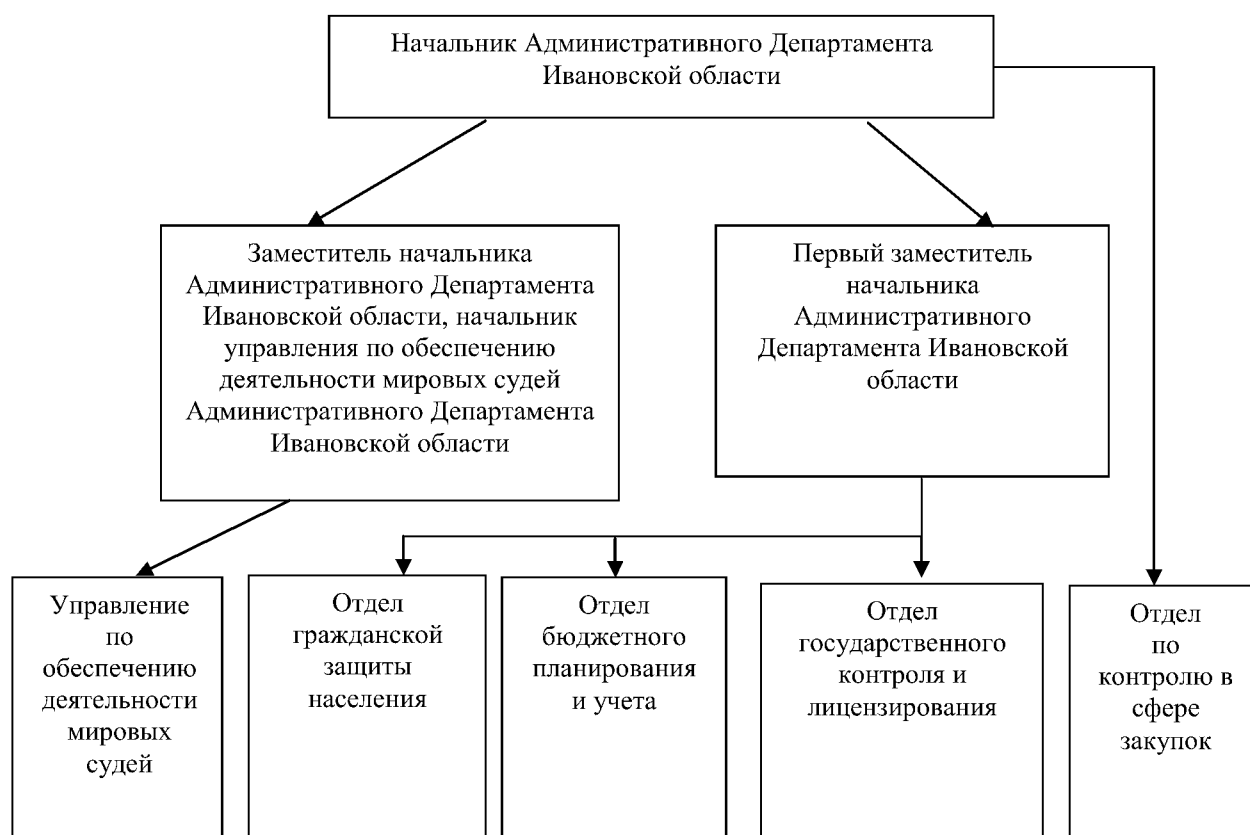 Начальник Административного Департамента
Ивановской области
Заместитель начальника
Административного Департамента
Ивановской области, начальник
управления по обеспечению
деятельности мировых судей
Административного Департамента
Ивановской области
Первый заместитель
начальника
Административного
Департамента Ивановской
области
Управление
по
обеспечению
деятельности
мировых
судей
Отдел
гражданской
защиты
населения
Отдел
бюджетного
планирования
и учета
Отдел
государственного
контроля и
лицензирования
Отдел
по
контролю в
сфере
закупок